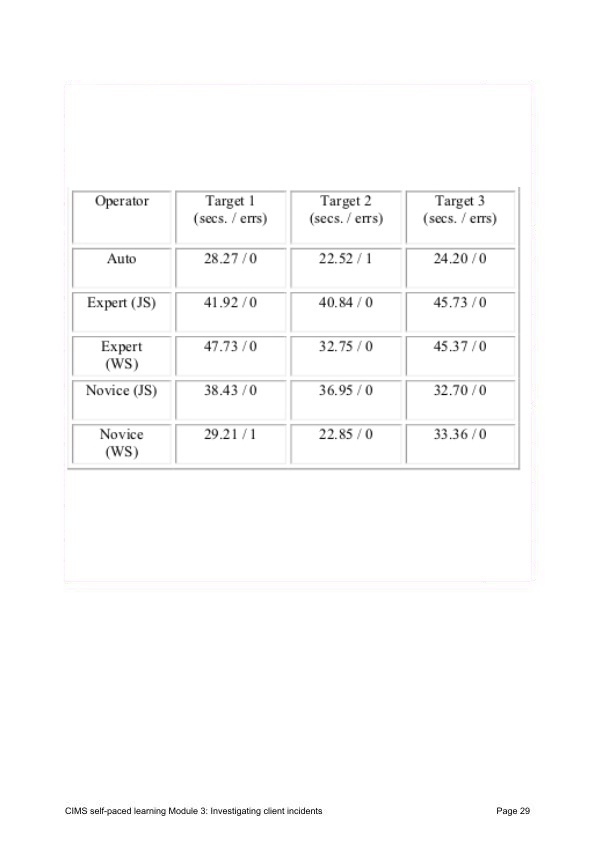 Operator Target 1 Target 2 Target 3
(secs. / errs) (secs. / errs) (secs. / errs)
Auto 28.27 / 0 22.52 / 1 24.20 / 0
Expert (JS) 41.92 / 0 40.84 / 0 45.73 / 0
Expert 47.73 / 0 32.75 / 0 45.37 / 0
(WS)
Novice (JS) 38.43 / 0 36.95 / 0 32.70 / 0
Novice 29.21 / 1 22.85 / 0 33.36 / 0
(WS)
CIMS self-paced learning Module 3: Investigating client incidents Page 29